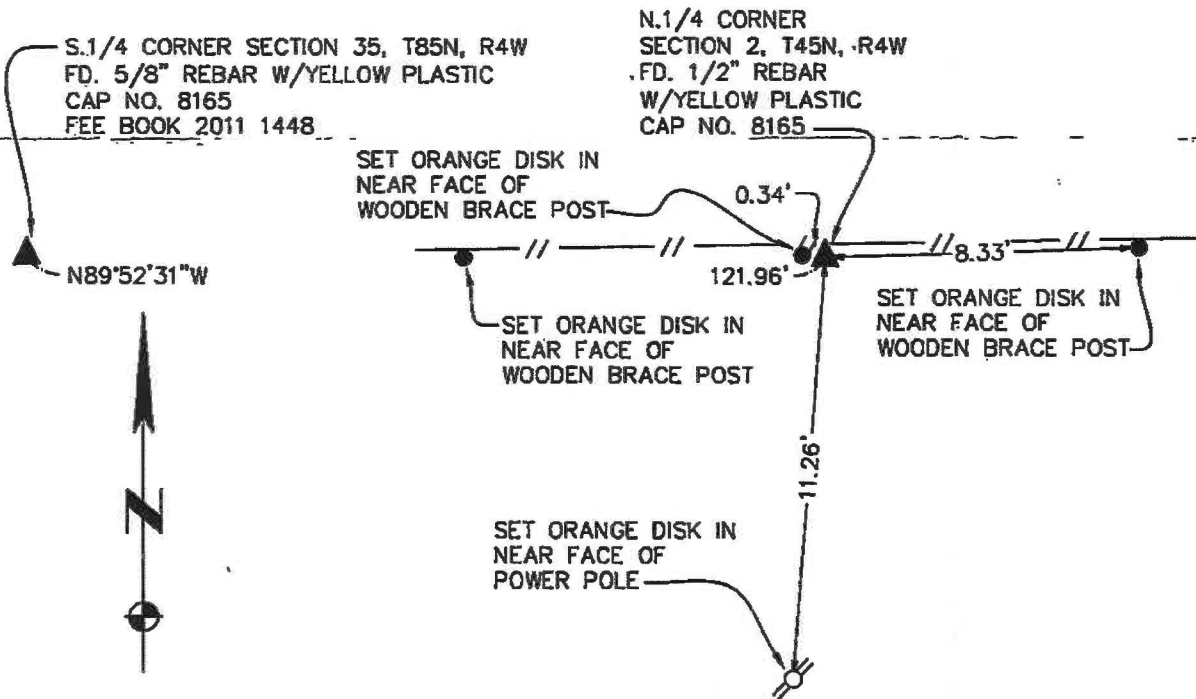 S.1/4 CORNER SECTION 35, T85N, R4W
FD. 5/8" REBAR W/YELLOW PLASTIC
CAP NO. 8165
FEE BOOK 2011 1448
N.1/4 CORNER
SECTION 2, T45N, R4W
FD. 1/2" REBAR
W/YELLOW PLASTIC
CAP NO. 8165
SET ORANGE DISK IN
NEAR FACE OF
WOODEN BRACE POST
0.34'
N89°52'31"W
121.96'
8.33'
SET ORANGE DISK IN
NEAR FACE OF
WOODEN BRACE POST
SET ORANGE DISK IN
NEAR FACE OF
WOODEN BRACE POST
11.26'
N
SET ORANGE DISK IN
NEAR FACE OF
POWER POLE